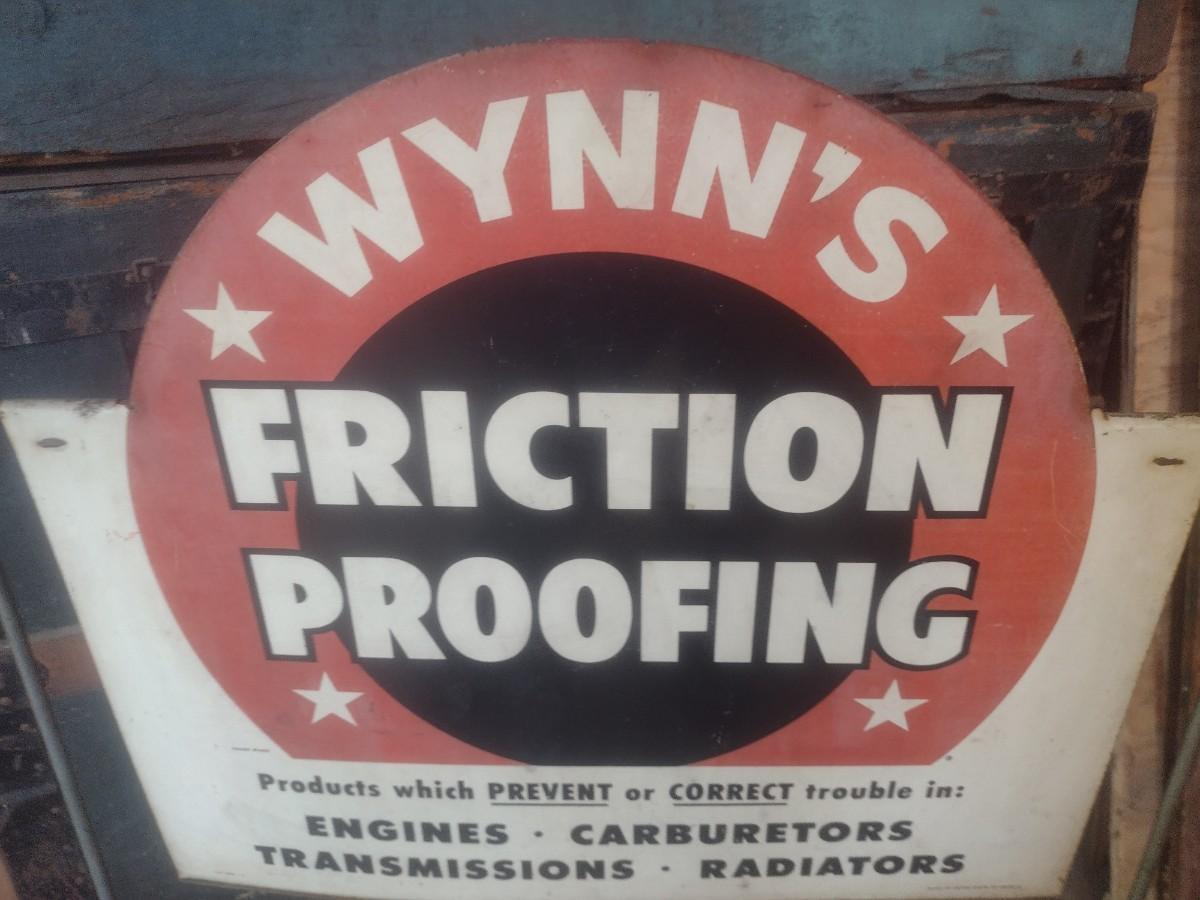 WYNN'S
FRICTION
PROOFING
Products which PREVENT or CORRECT trouble in:
ENGINES · CARBURETORS
TRANSMISSIONS · RADIATORS